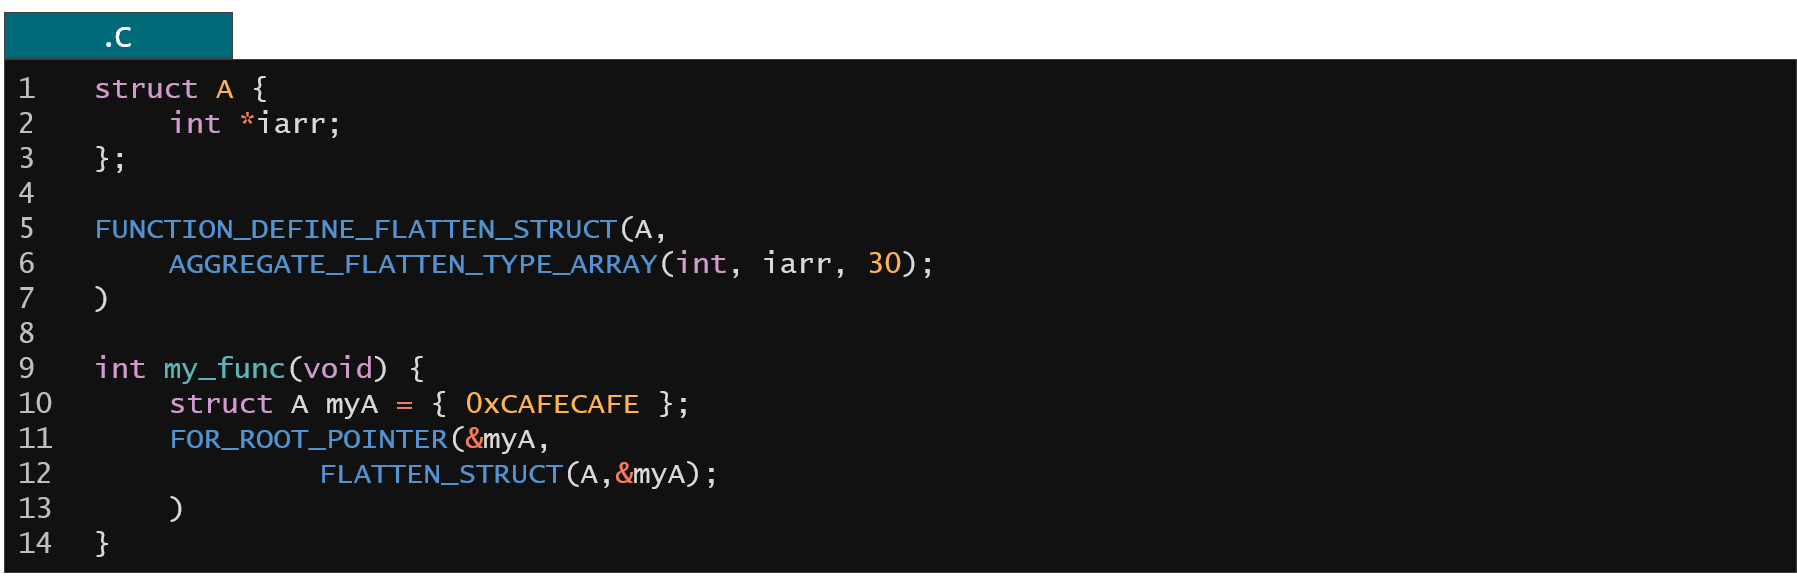 .C
1 struct A {
2 int *iarr;
3 };
4
5 FUNCTION_DEFINE_FLATTEN_STRUCT(A,
6 AGGREGATE_FLATTEN_TYPE_ARRAY(int, iarr, 30);
7 )
8
9 int my_func(void) {
10 struct A myA = { 0xCAFECAFE };
11 FOR_ROOT_POINTER(&myA,
12 FLATTEN_STRUCT(A,&myA);
13 )
14 }